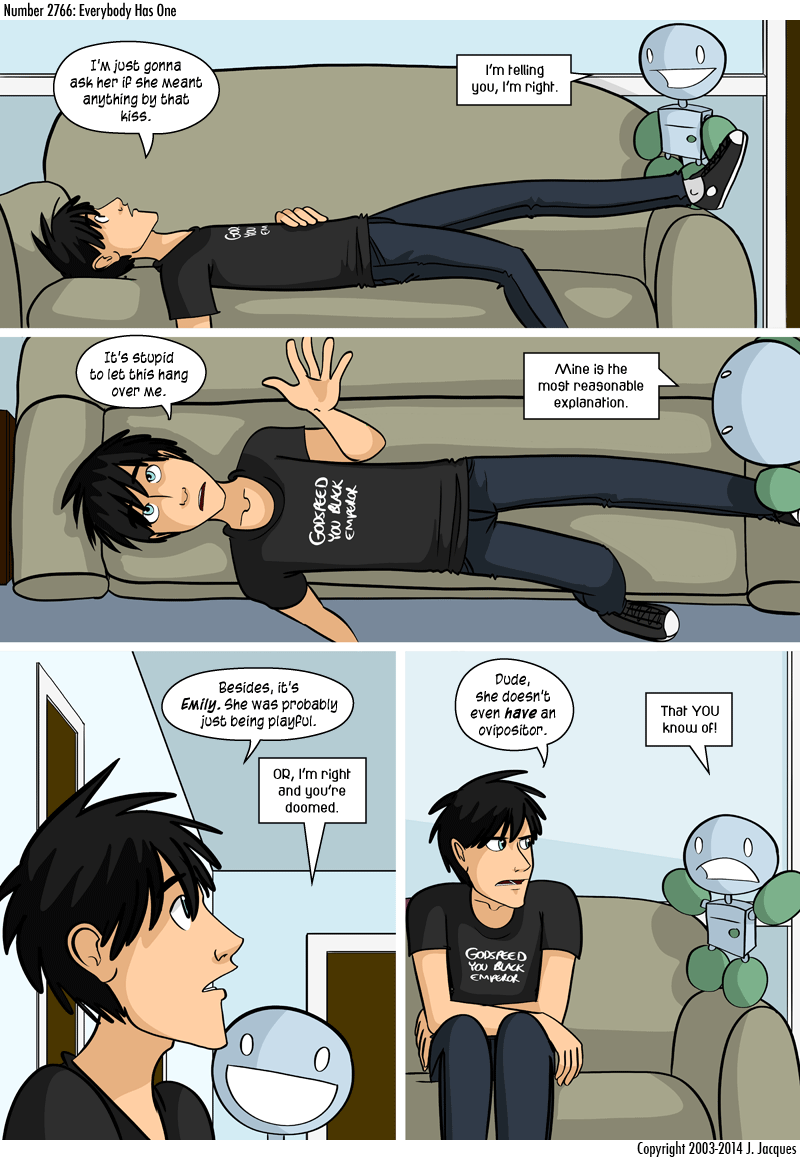 Number 2766: Everybody Has One
I'm just gonna
ask her if she meant
anything by that
kiss.
I'm telling
you, I'm right.
GOD
YOU
EM
It's stupid
to let this hang
over me.
Mine is the
most reasonable
explanation.
GODSPEED
YOU BLACK
EMPEROR
Besides, it's
Emily. She was probably
just being playful.
OR, I'm right
and you're
doomed.
Dude,
she doesn't
even have an
ovipositor.
That YOU
know of!
GODSPEED
YOU BLACK
EMPEROR
Copyright 2003-2014 J. Jacques